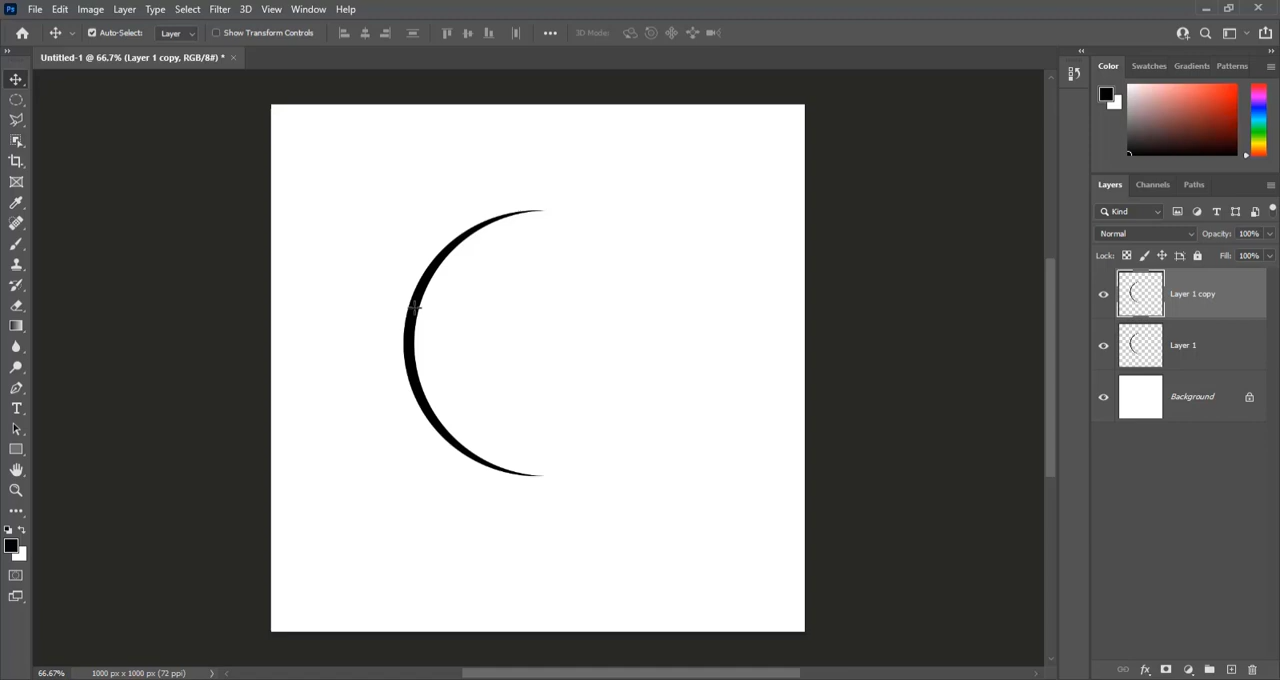 Ps File Edit Image Layer Type Select Filter 3D View Window Help
Auto-Select: Layer Show Transform Controls 3D Mode:
Untitled-1 @ 66.7% (Layer 1 copy, RGB/8#) * ×
Color Swatches Gradients Patterns
Layers Channels Paths
Kind
Normal Opacity: 100%
Lock: Fill: 100%
Layer 1 copy
Layer 1
Background
66.67% 1000 px x 1000 px (72 ppi)